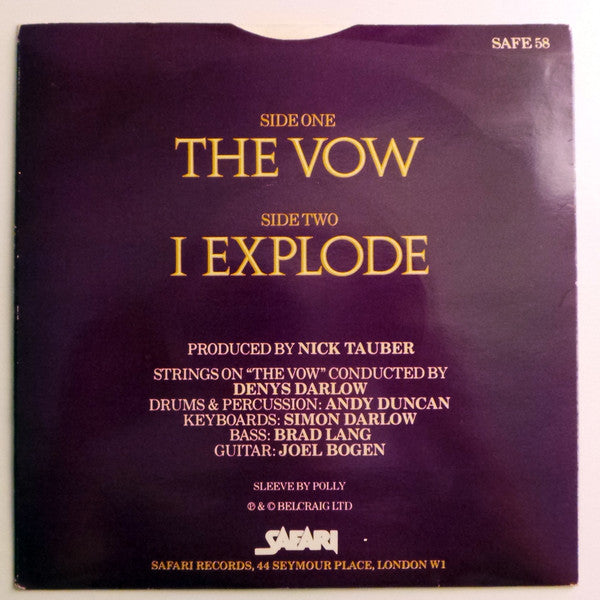 SAFE 58
SIDE ONE
THE VOW
SIDE TWO
I EXPLODE
PRODUCED BY NICK TAUBER
STRINGS ON “THE VOW” CONDUCTED BY
DENYS DARLOW
DRUMS & PERCUSSION: ANDY DUNCAN
KEYBOARDS: SIMON DARLOW
BASS: BRAD LANG
GUITAR: JOEL BOGEN
SLEEVE BY POLLY
℗ & © BELCRAIG LTD
SAFARI
SAFARI RECORDS, 44 SEYMOUR PLACE, LONDON W1